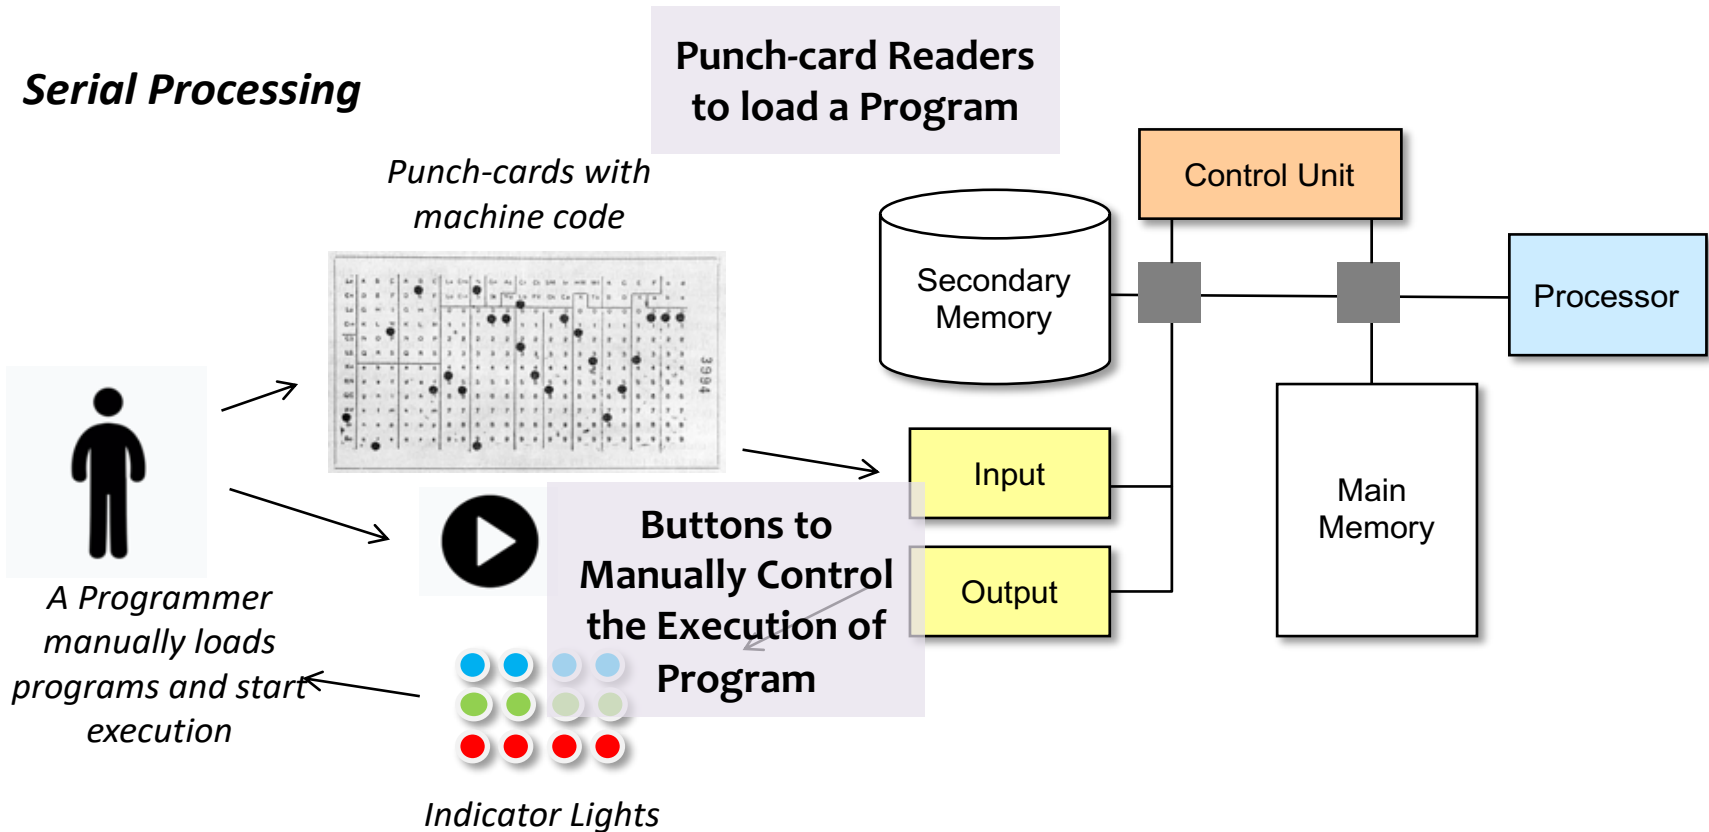 Serial Processing
Punch-card Readers
to load a Program
Punch-cards with
machine code
Control Unit
Secondary
Memory
Processor
3994
Input
Main
Memory
Buttons to
Manually Control
the Execution of
Program
Output
A Programmer
manually loads
programs and start
execution
Indicator Lights